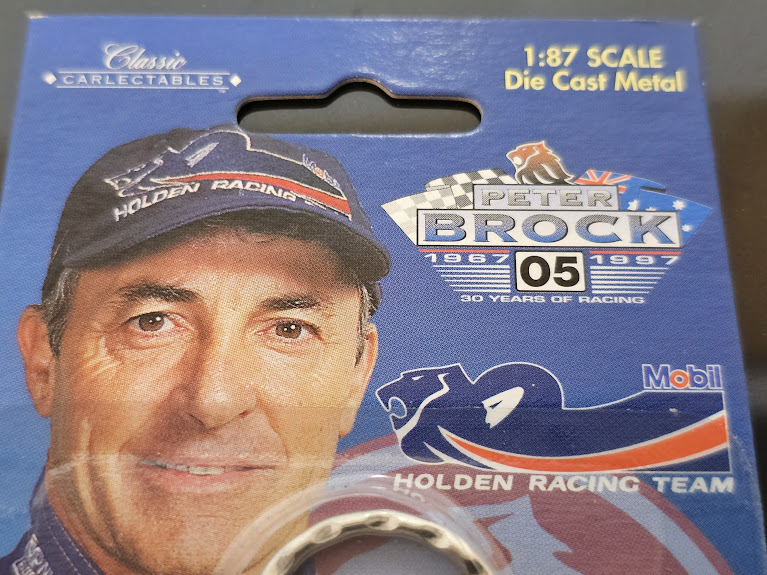 Classic
CARLECTABLES
™
1:87 SCALE
Die Cast Metal
Mobil
HOLDEN RACING
PETER
BROCK
1967 05 1997
30 YEARS OF RACING
Mobil
HOLDEN RACING TEAM